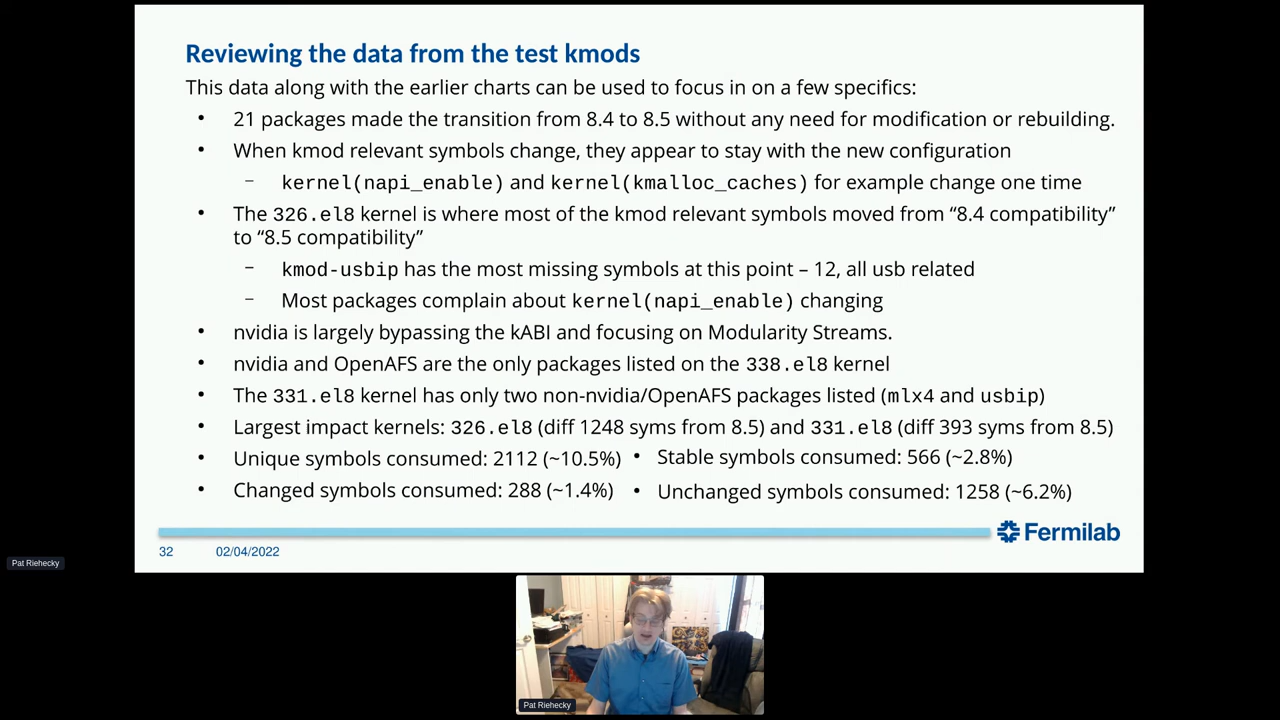 Reviewing the data from the test kmods
This data along with the earlier charts can be used to focus in on a few specifics:
• 21 packages made the transition from 8.4 to 8.5 without any need for modification or rebuilding.
• When kmod relevant symbols change, they appear to stay with the new configuration
– kernel(napi_enable) and kernel(kmalloc_caches) for example change one time
• The 326.el8 kernel is where most of the kmod relevant symbols moved from “8.4 compatibility”
to “8.5 compatibility”
– kmod-usbip has the most missing symbols at this point – 12, all usb related
– Most packages complain about kernel(napi_enable) changing
• nvidia is largely bypassing the kABI and focusing on Modularity Streams.
• nvidia and OpenAFS are the only packages listed on the 338.el8 kernel
• The 331.el8 kernel has only two non-nvidia/OpenAFS packages listed (mlx4 and usbip)
• Largest impact kernels: 326.el8 (diff 1248 syms from 8.5) and 331.el8 (diff 393 syms from 8.5)
• Unique symbols consumed: 2112 (~10.5%) • Stable symbols consumed: 566 (~2.8%)
• Changed symbols consumed: 288 (~1.4%) • Unchanged symbols consumed: 1258 (~6.2%)
Fermilab
32 02/04/2022
Pat Riehecky
Pat Riehecky